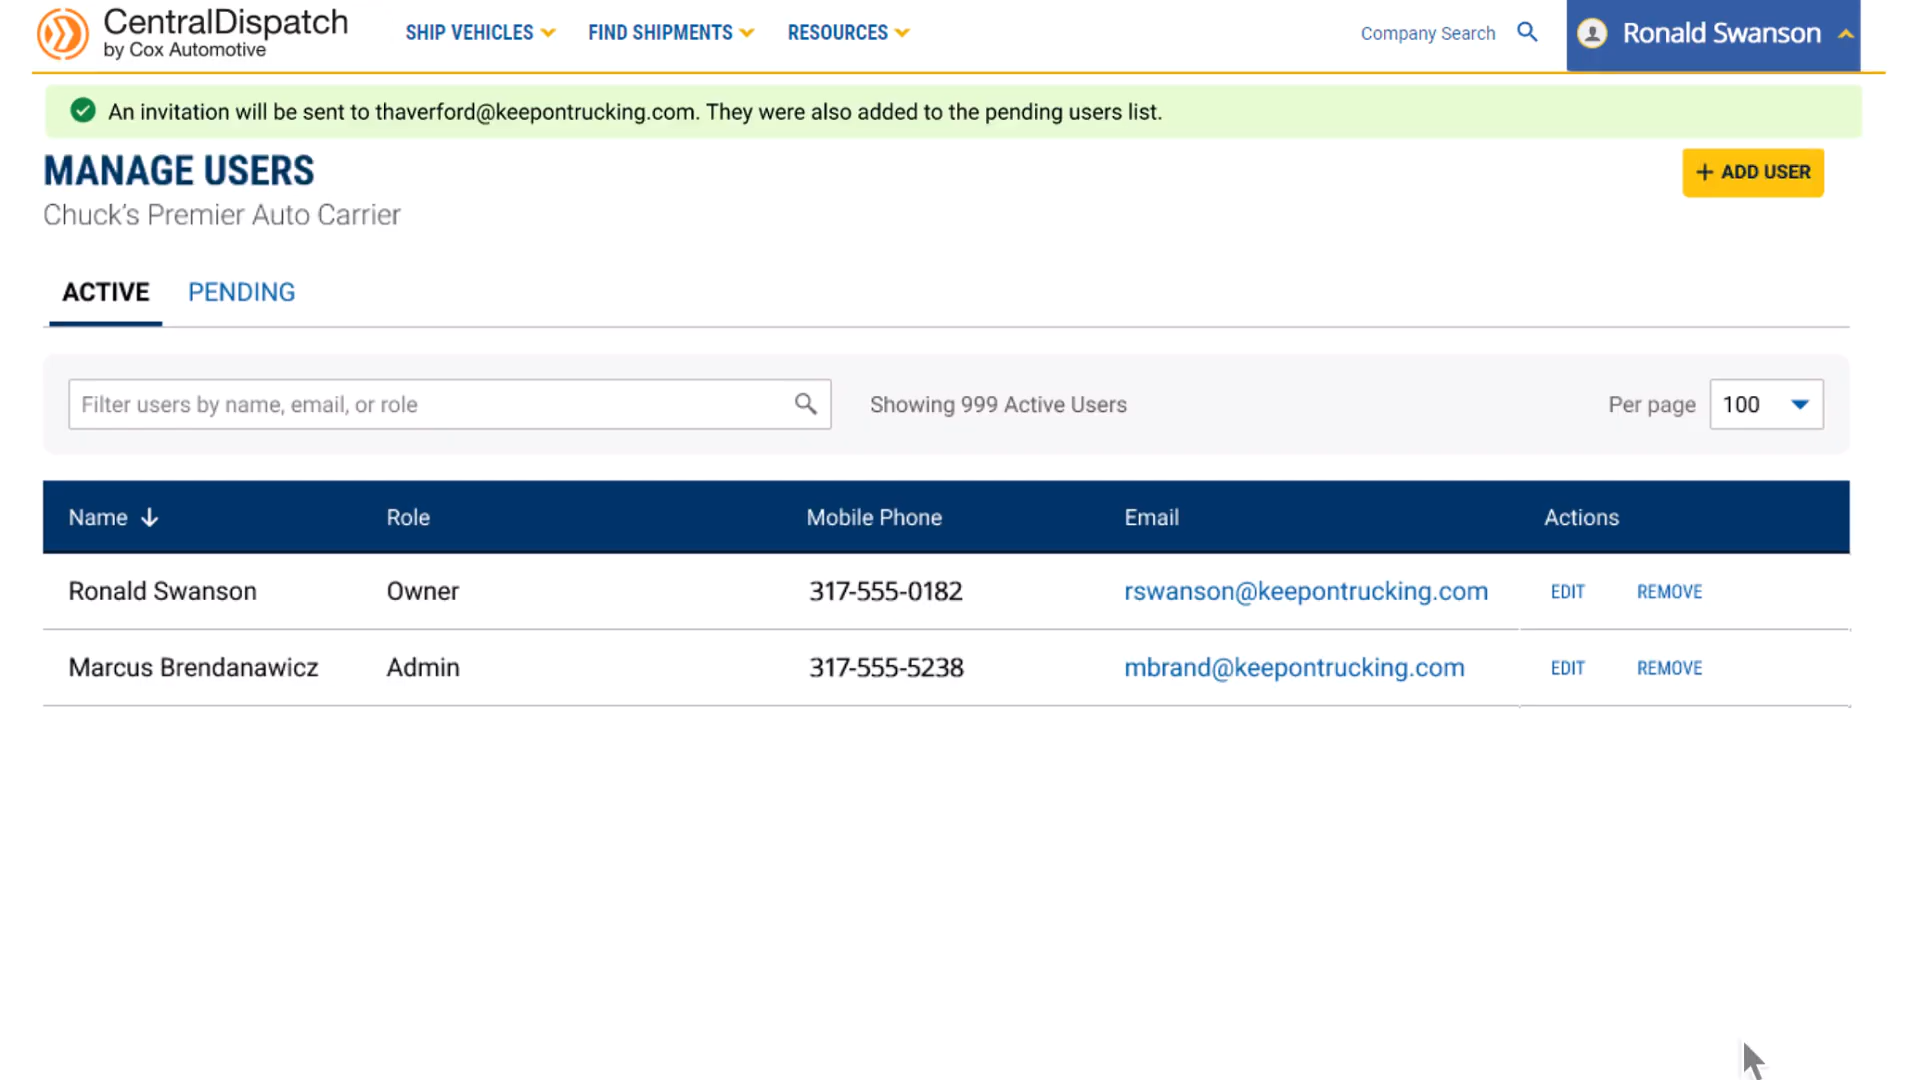 CentralDispatch
by Cox Automotive
SHIP VEHICLES
FIND SHIPMENTS
RESOURCES
Company Search
Ronald Swanson
An invitation will be sent to thaverford@keepontrucking.com. They were also added to the pending users list.
MANAGE USERS
+ ADD USER
Chuck's Premier Auto Carrier
ACTIVE PENDING
Filter users by name, email, or role
Showing 999 Active Users
Per page 100
Name Role Mobile Phone Email Actions
Ronald Swanson Owner 317-555-0182 rswanson@keepontrucking.com EDIT REMOVE
Marcus Brendanawicz Admin 317-555-5238 mbrand@keepontrucking.com EDIT REMOVE